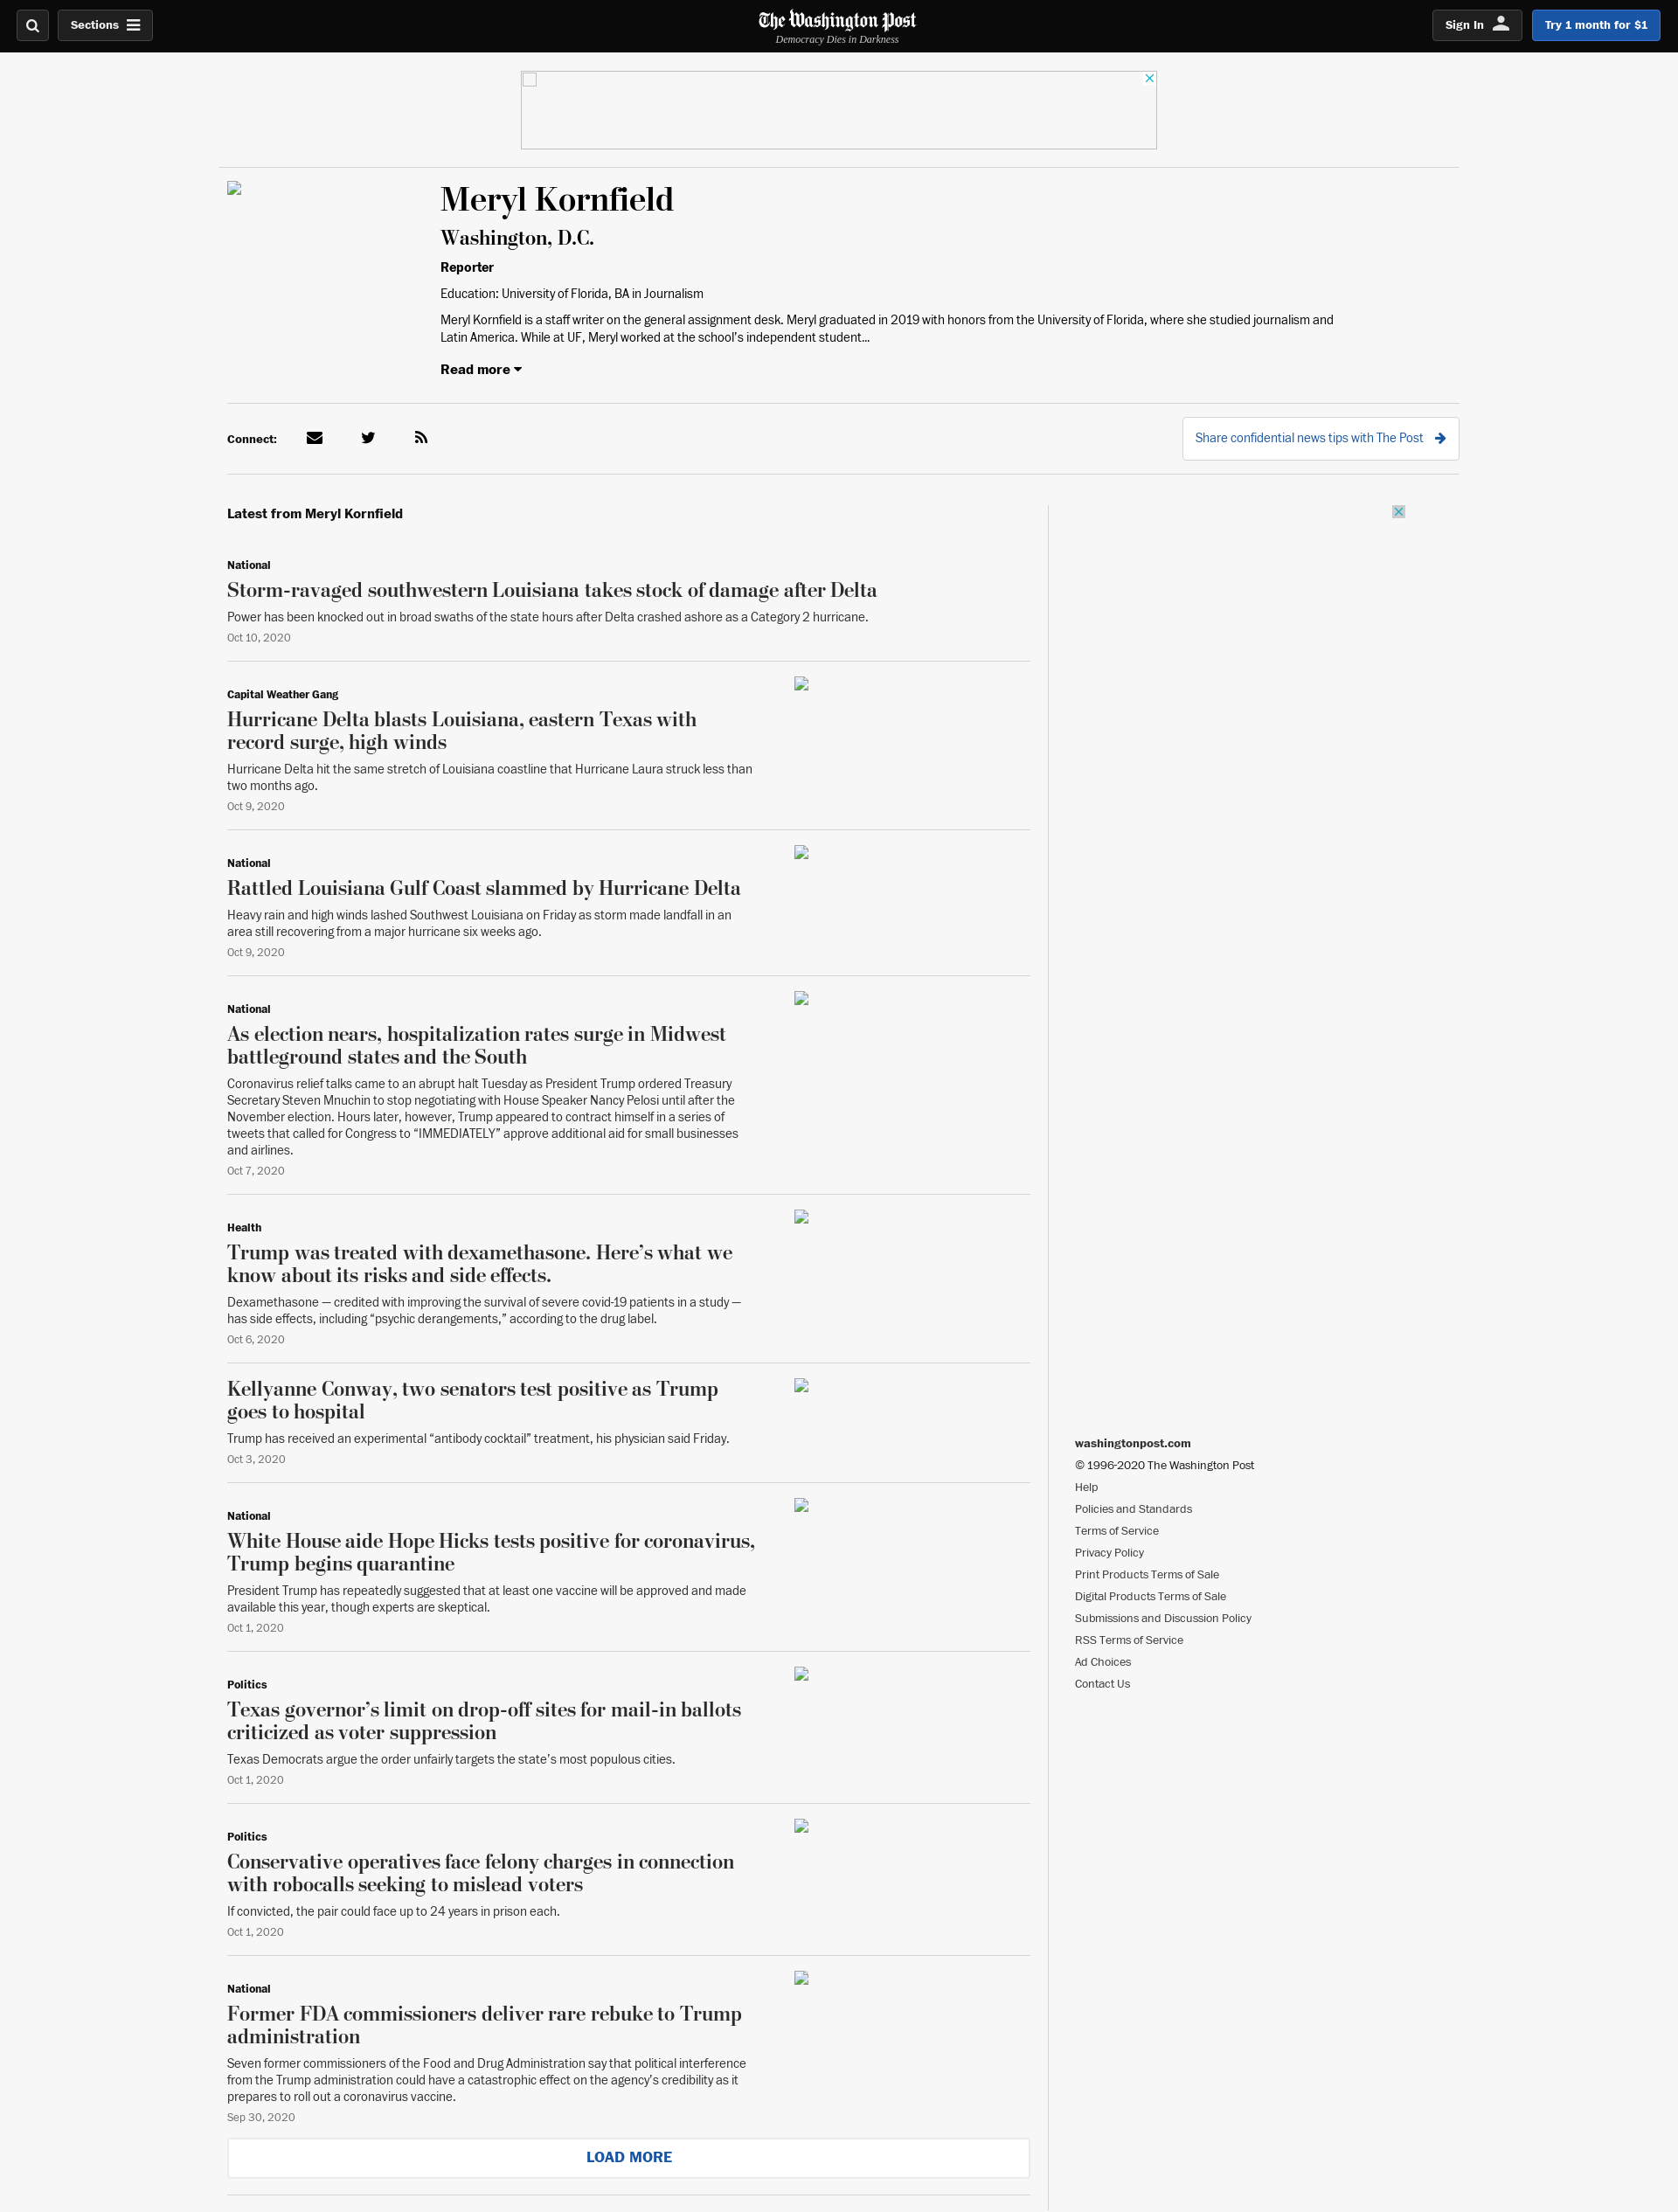 Sections
The Washington Post
Democracy Dies in Darkness
Sign In
Try 1 month for $1
Meryl Kornfield
Washington, D.C.
Reporter
Education: University of Florida, BA in Journalism
Meryl Kornfield is a staff writer on the general assignment desk. Meryl graduated in 2019 with honors from the University of Florida, where she studied journalism and
Latin America. While at UF, Meryl worked at the school’s independent student...
Read more
Connect:
Share confidential news tips with The Post
Latest from Meryl Kornfield
National
Storm-ravaged southwestern Louisiana takes stock of damage after Delta
Power has been knocked out in broad swaths of the state hours after Delta crashed ashore as a Category 2 hurricane.
Oct 10, 2020
Capital Weather Gang
Hurricane Delta blasts Louisiana, eastern Texas with
record surge, high winds
Hurricane Delta hit the same stretch of Louisiana coastline that Hurricane Laura struck less than
two months ago.
Oct 9, 2020
National
Rattled Louisiana Gulf Coast slammed by Hurricane Delta
Heavy rain and high winds lashed Southwest Louisiana on Friday as storm made landfall in an
area still recovering from a major hurricane six weeks ago.
Oct 9, 2020
National
As election nears, hospitalization rates surge in Midwest
battleground states and the South
Coronavirus relief talks came to an abrupt halt Tuesday as President Trump ordered Treasury
Secretary Steven Mnuchin to stop negotiating with House Speaker Nancy Pelosi until after the
November election. Hours later, however, Trump appeared to contract himself in a series of
tweets that called for Congress to “IMMEDIATELY” approve additional aid for small businesses
and airlines.
Oct 7, 2020
Health
Trump was treated with dexamethasone. Here’s what we
know about its risks and side effects.
Dexamethasone — credited with improving the survival of severe covid-19 patients in a study —
has side effects, including “psychic derangements,” according to the drug label.
Oct 6, 2020
Kellyanne Conway, two senators test positive as Trump
goes to hospital
Trump has received an experimental “antibody cocktail” treatment, his physician said Friday.
Oct 3, 2020
National
White House aide Hope Hicks tests positive for coronavirus,
Trump begins quarantine
President Trump has repeatedly suggested that at least one vaccine will be approved and made
available this year, though experts are skeptical.
Oct 1, 2020
Politics
Texas governor’s limit on drop-off sites for mail-in ballots
criticized as voter suppression
Texas Democrats argue the order unfairly targets the state’s most populous cities.
Oct 1, 2020
Politics
Conservative operatives face felony charges in connection
with robocalls seeking to mislead voters
If convicted, the pair could face up to 24 years in prison each.
Oct 1, 2020
National
Former FDA commissioners deliver rare rebuke to Trump
administration
Seven former commissioners of the Food and Drug Administration say that political interference
from the Trump administration could have a catastrophic effect on the agency’s credibility as it
prepares to roll out a coronavirus vaccine.
Sep 30, 2020
LOAD MORE
washingtonpost.com
© 1996-2020 The Washington Post
Help
Policies and Standards
Terms of Service
Privacy Policy
Print Products Terms of Sale
Digital Products Terms of Sale
Submissions and Discussion Policy
RSS Terms of Service
Ad Choices
Contact Us